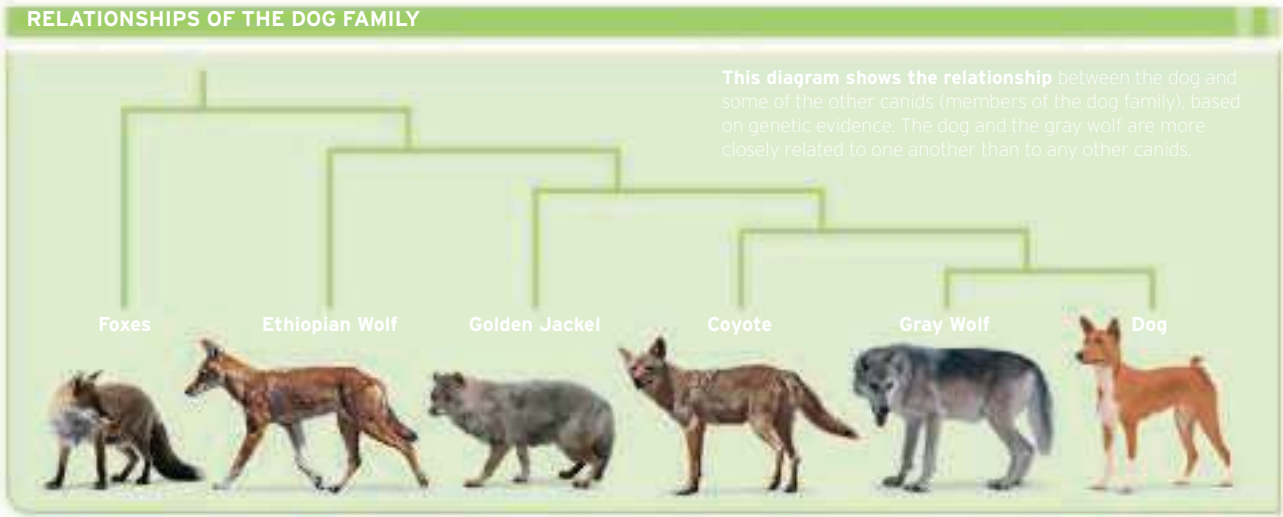 RELATIONSHIPS OF THE DOG FAMILY
This diagram shows the relationship between the dog and
some of the other canids (members of the dog family), based
on genetic evidence. The dog and the gray wolf are more
closely related to one another than to any other canids.
Foxes Ethiopian Wolf Golden Jackel Coyote Gray Wolf Dog